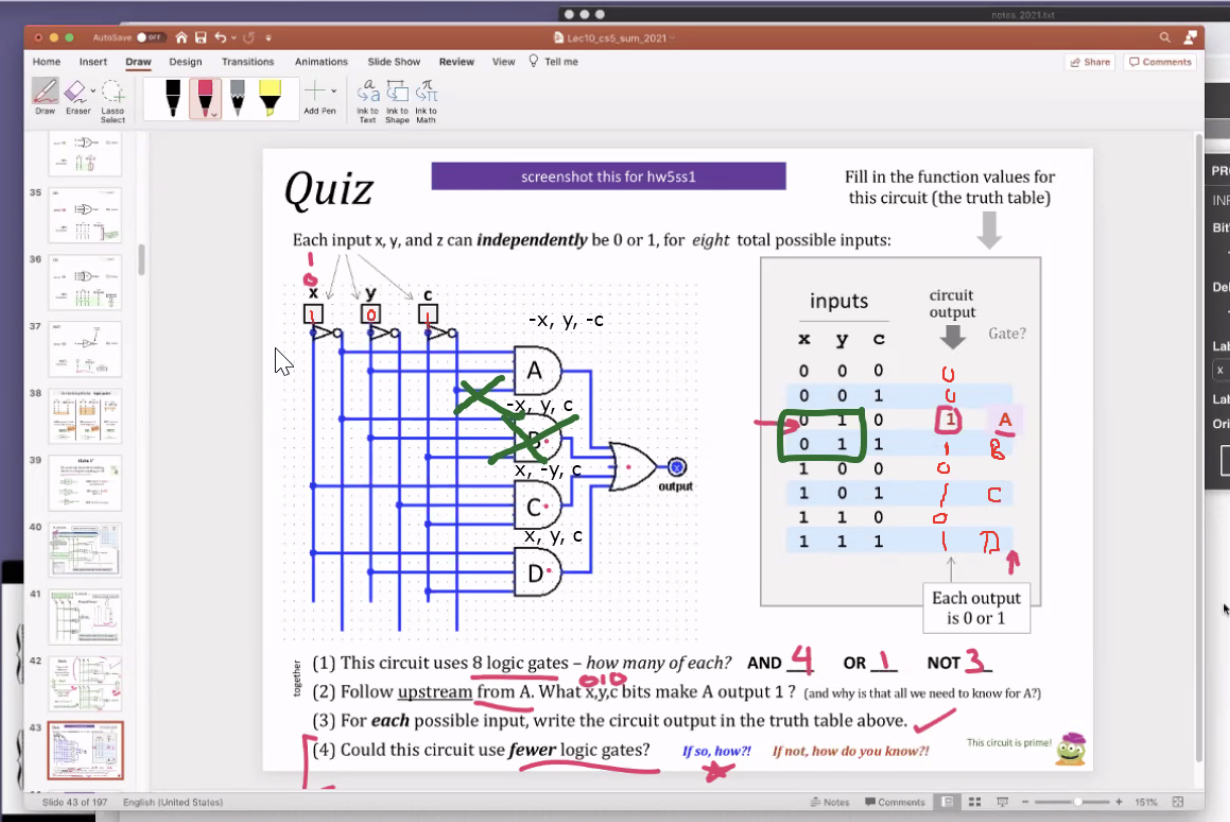 notes_2021.txt
AutoSave OFF
Lec10_cs5_sum_2021
Home Insert Draw Design Transitions Animations Slide Show Review View Tell me Share Comments
Draw Eraser Lasso Select Add Pen Ink to Text Ink to Shape Ink to Math
35
36
37
38
39
40
41
42
43
Quiz
screenshot this for hw5ss1
Fill in the function values for
this circuit (the truth table)
Each input x, y, and z can independently be 0 or 1, for eight total possible inputs:
1
0
x y c
1 0 1
-x, y, -c
A
-x, y, c
B
x, -y, c
C
x, y, c
D
output
inputs
circuit
output
Gate?
x y c
0 0 0 0
0 0 1 0
0 1 0 1 A
0 1 1 1 B
1 0 0 0
1 0 1 1 C
1 1 0 0
1 1 1 1 D
Each output
is 0 or 1
together
(1) This circuit uses 8 logic gates – how many of each? AND 4 OR 1 NOT 3
010
(2) Follow upstream from A. What x,y,c bits make A output 1 ? (and why is that all we need to know for A?)
(3) For each possible input, write the circuit output in the truth table above.
(4) Could this circuit use fewer logic gates? If so, how?! If not, how do you know?!
This circuit is prime!
Slide 43 of 197 English (United States) Notes Comments 151%
PR
Bit
De
La
x
La
Ori